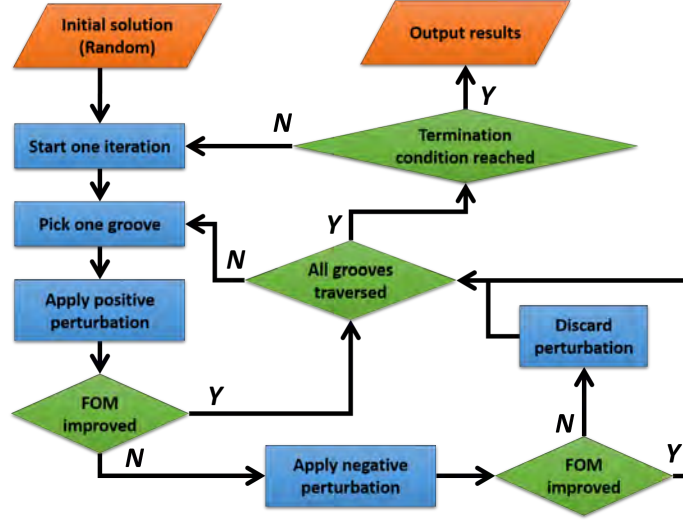 Initial solution
(Random)
Output results
Y
N
Start one iteration
Termination
condition reached
Y
Pick one groove
N
All grooves
traversed
Apply positive
perturbation
Discard
perturbation
FOM
improved
Y
N
Y
N
Apply negative
perturbation
FOM
improved